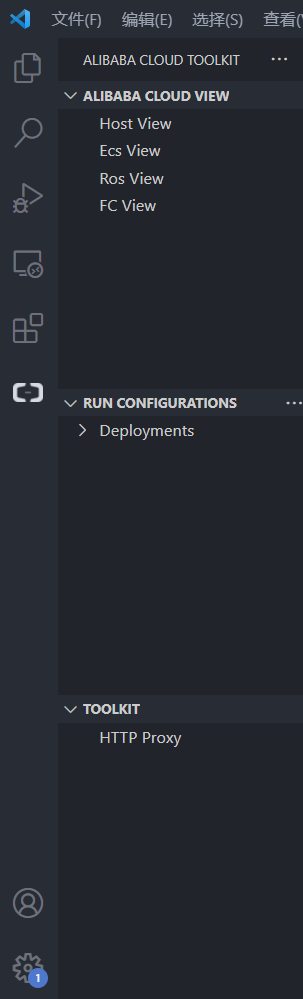 文件(F) 编辑(E) 选择(S) 查看(
ALIBABA CLOUD TOOLKIT ···
ALIBABA CLOUD VIEW
Host View
Ecs View
Ros View
FC View
RUN CONFIGURATIONS ···
Deployments
TOOLKIT
HTTP Proxy
1